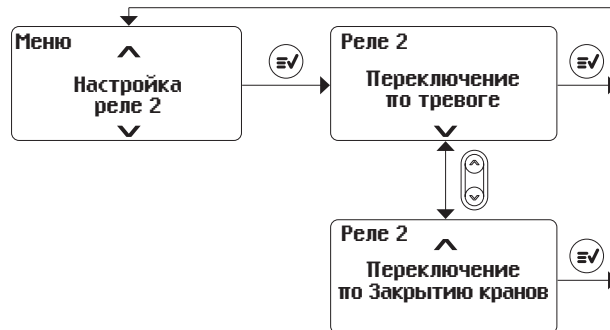 Меню
Настройка
реле 2
Реле 2
Переключение
по тревоге
Реле 2
Переключение
по Закрытию кранов